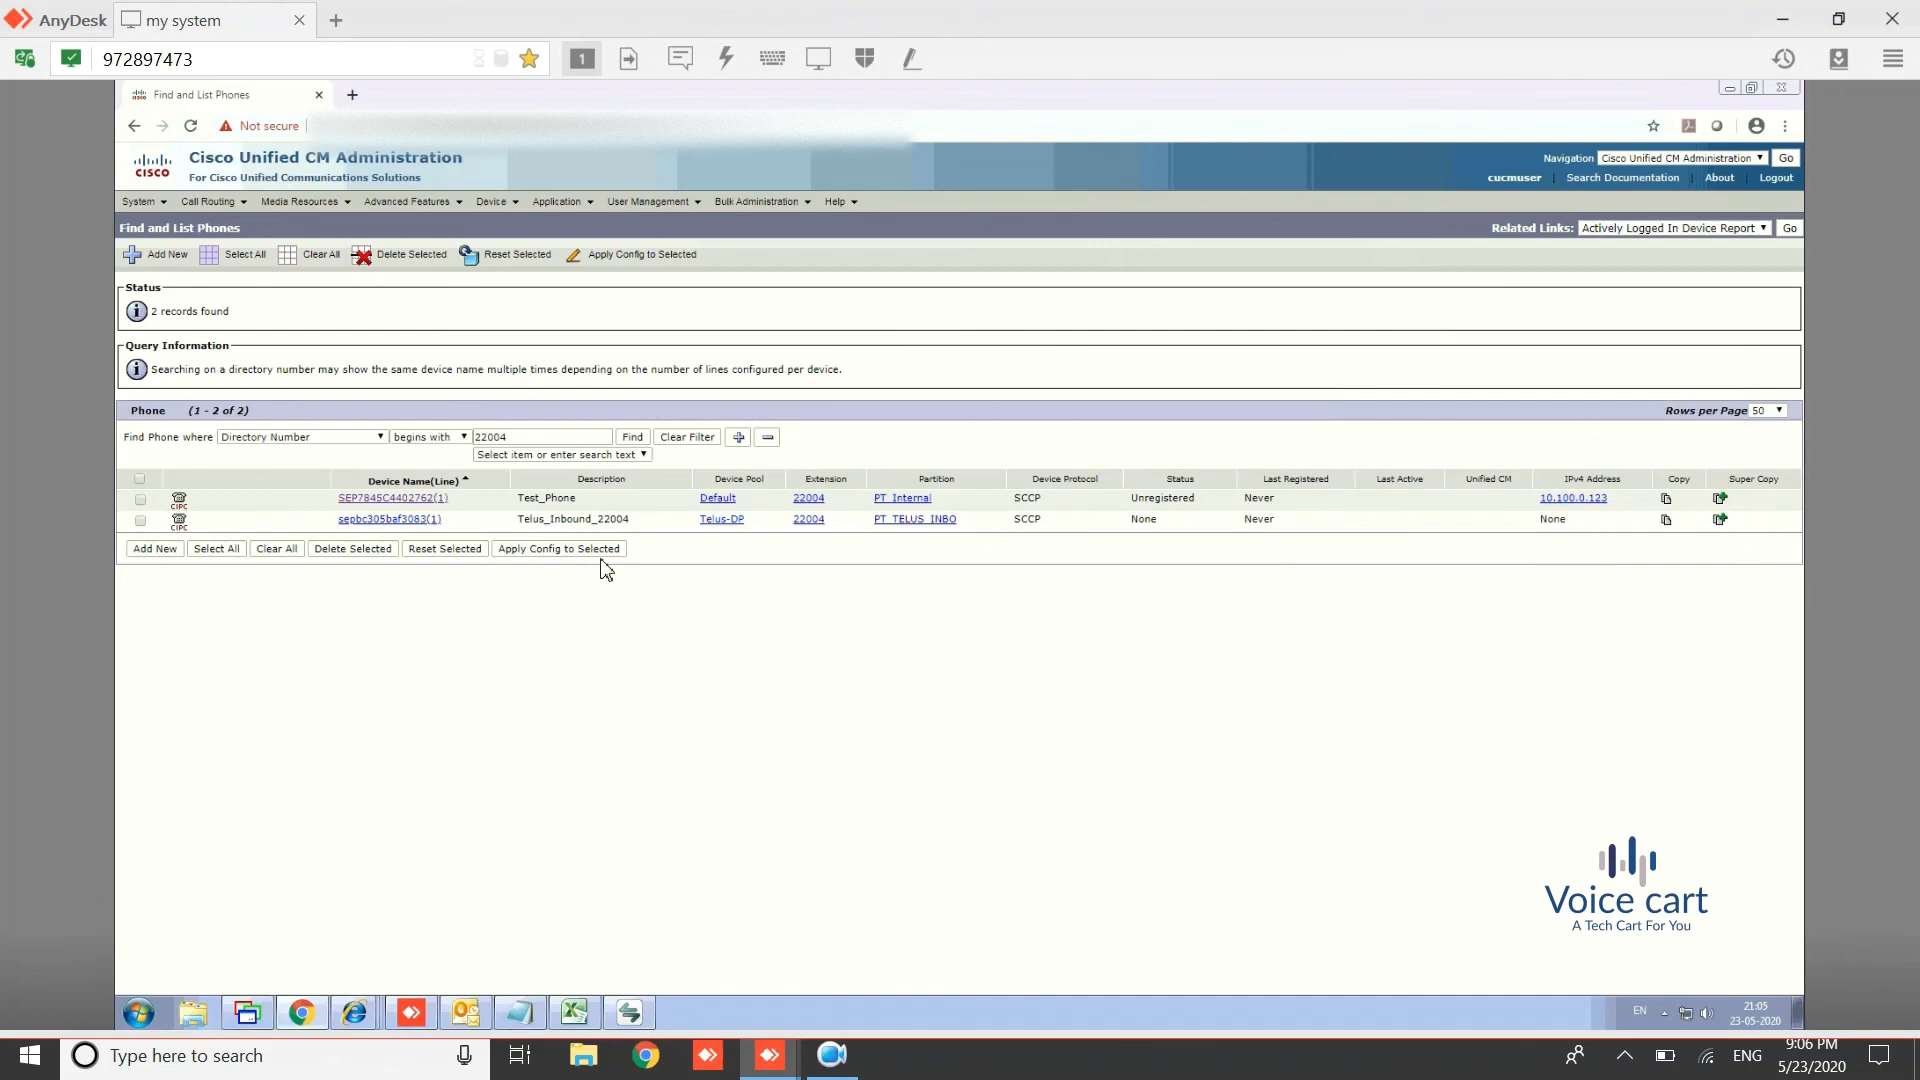 AnyDesk my system
972897473 1
Find and List Phones
Not secure
CISCO Cisco Unified CM Administration
For Cisco Unified Communications Solutions
Navigation Cisco Unified CM Administration Go
cucmuser Search Documentation About Logout
System Call Routing Media Resources Advanced Features Device Application User Management Bulk Administration Help
Find and List Phones
Related Links: Actively Logged In Device Report Go
Add New Select All Clear All Delete Selected Reset Selected Apply Config to Selected
Status
2 records found
Query Information
Searching on a directory number may show the same device name multiple times depending on the number of lines configured per device.
Phone (1 - 2 of 2) Rows per Page 50
Find Phone where Directory Number begins with 22004 Find Clear Filter
Select item or enter search text
Device Name(Line) Description Device Pool Extension Partition Device Protocol Status Last Registered Last Active Unified CM IPv4 Address Copy Super Copy
CIPC SEP7845C4402762(1) Test_Phone Default 22004 PT_Internal SCCP Unregistered Never 10.100.0.123
CIPC sepbc305baf3083(1) Telus_Inbound_22004 Telus-DP 22004 PT_TELUS_INBO SCCP None Never None
Add New Select All Clear All Delete Selected Reset Selected Apply Config to Selected
Voice cart
A Tech Cart For You
EN 21:05
23-05-2020
Type here to search
ENG 9:06 PM
5/23/2020